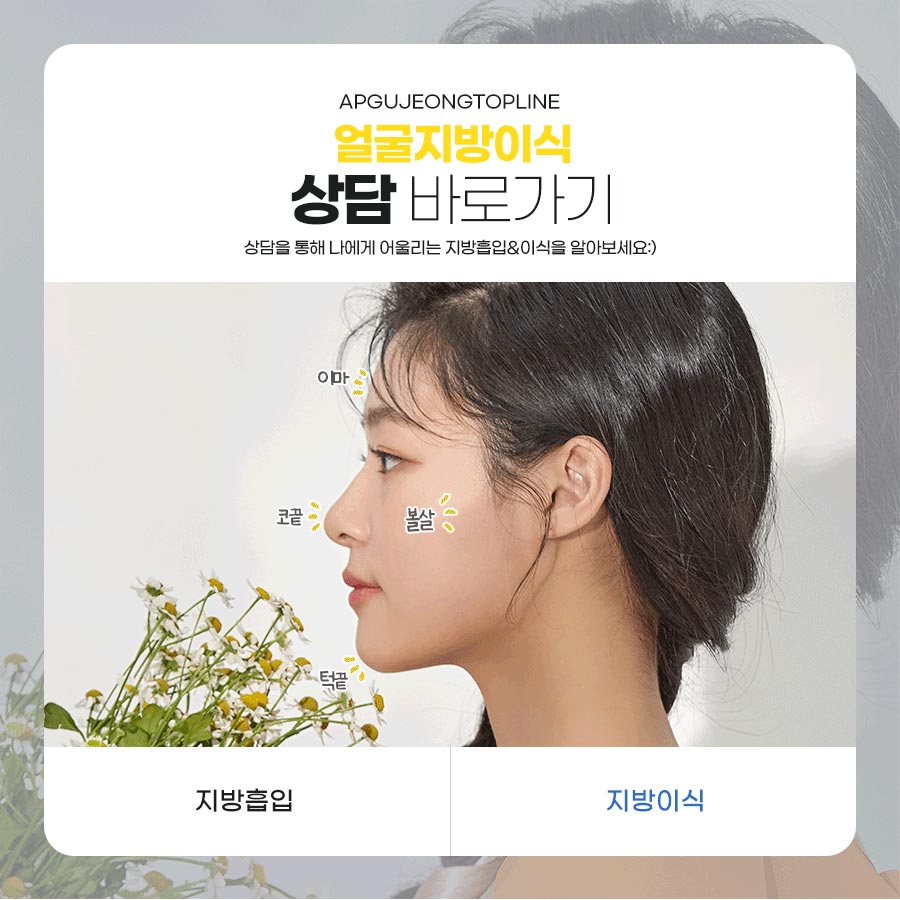 APGUJEONGTOPLINE
얼굴지방이식
상담 바로가기
상담을 통해 나에게 어울리는 지방흡입&이식을 알아보세요:)
이마
코끝
볼살
턱끝
지방흡입
지방이식